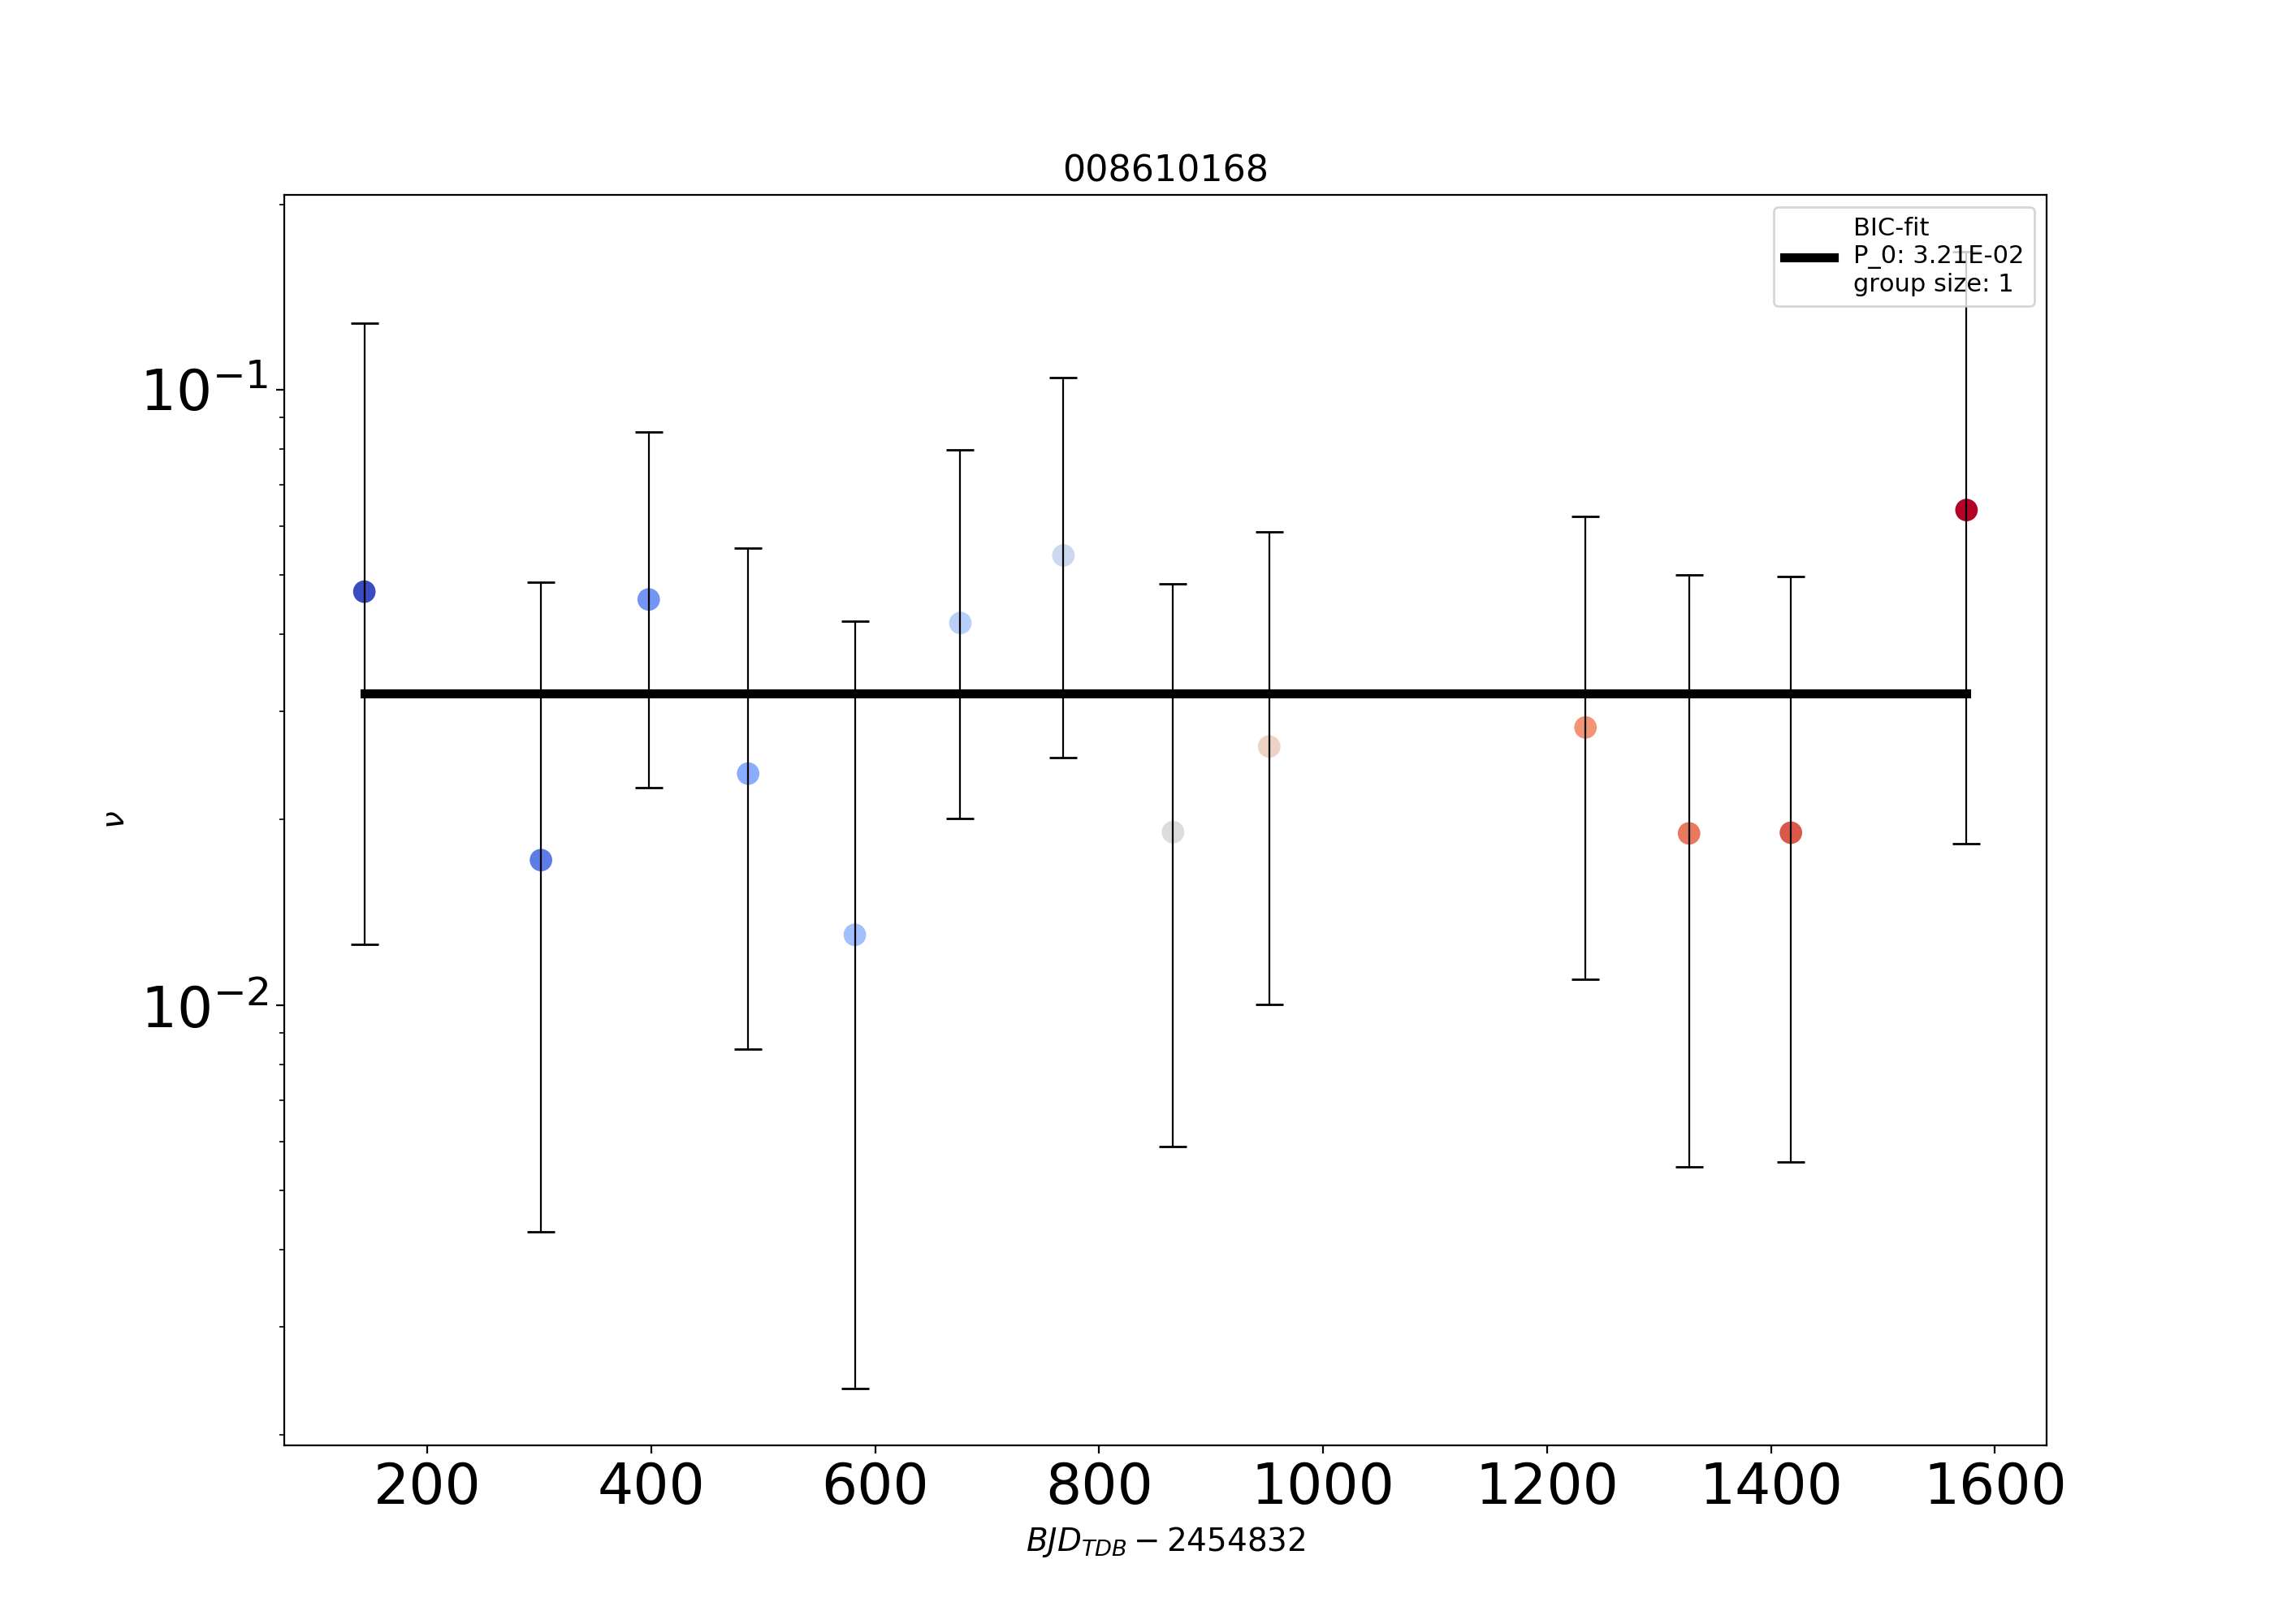 008610168
BIC-fit
P_0: 3.21E-02
group size: 1
10⁻¹
10⁻²
ν
200 400 600 800 1000 1200 1400 1600
BJD_TDB − 2454832